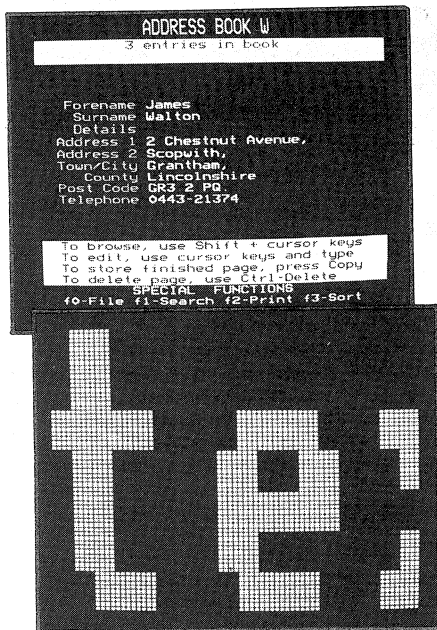 ADDRESS BOOK W
3 entries in book
Forename James
Surname Walton
Details
Address 1 2 Chestnut Avenue,
Address 2 Scopwith,
Town/City Grantham,
County Lincolnshire
Post Code GR3 2 PQ.
Telephone 0443-21374
To browse, use Shift + cursor keys
To edit, use cursor keys and type
To store finished page, press Copy
To delete page, use Ctrl-Delete
SPECIAL FUNCTIONS
f0-File f1-Search f2-Print f3-Sort
te